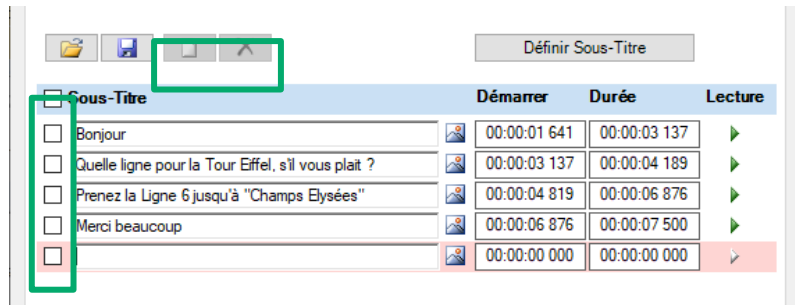 Définir Sous-Titre
Sous-Titre Démarrer Durée Lecture
Bonjour 00:00:01 641 00:00:03 137
Quelle ligne pour la Tour Eiffel, s'il vous plait ? 00:00:03 137 00:00:04 189
Prenez la Ligne 6 jusqu'à "Champs Elysées" 00:00:04 819 00:00:06 876
Merci beaucoup 00:00:06 876 00:00:07 500
00:00:00 000 00:00:00 000